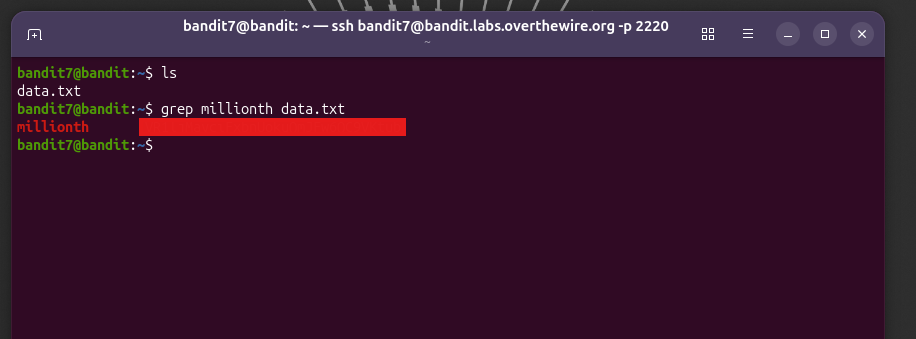 bandit7@bandit: ~ — ssh bandit7@bandit.labs.overthewire.org -p 2220
~
bandit7@bandit:~$ ls
data.txt
bandit7@bandit:~$ grep millionth data.txt
millionth
bandit7@bandit:~$